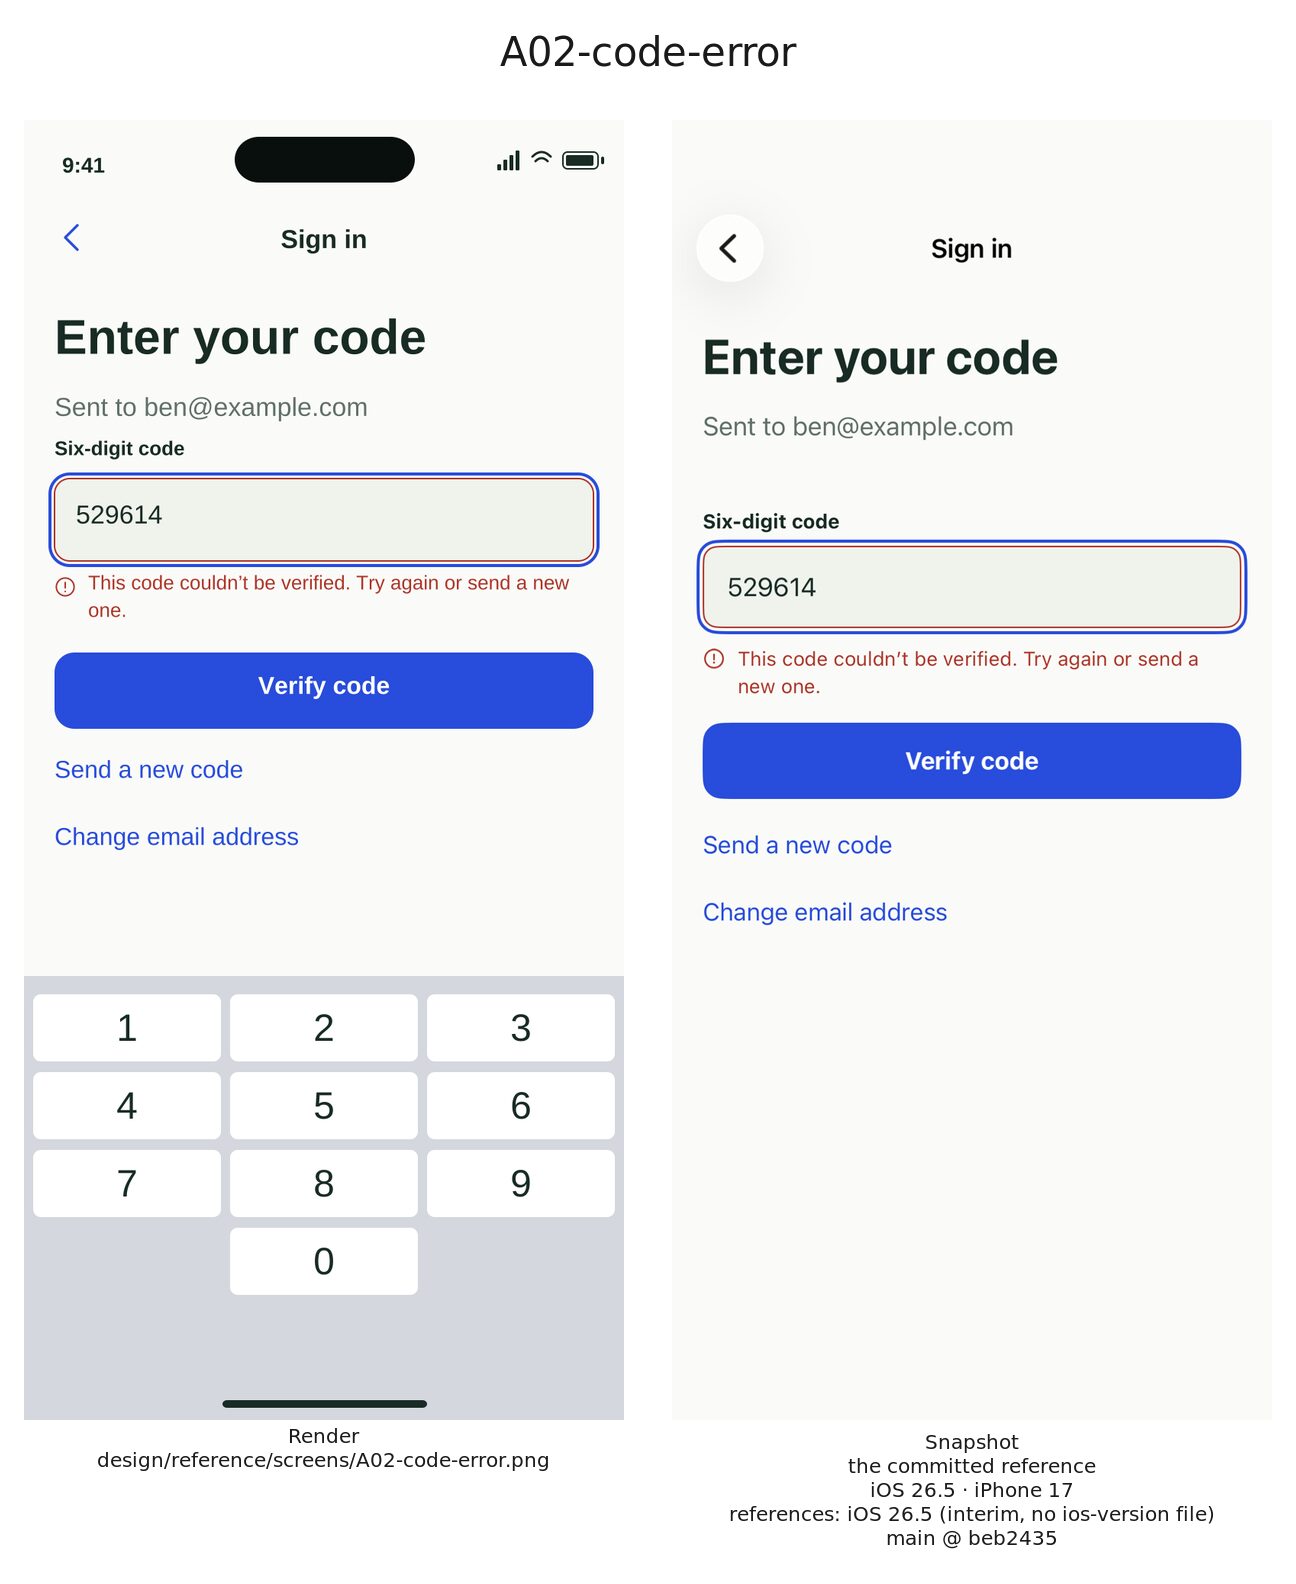 A02-code-error
9:41
Sign in
Enter your code
Sent to ben@example.com
Six-digit code
529614
This code couldn’t be verified. Try again or send a new
one.
Verify code
Send a new code
Change email address
1 2 3
4 5 6
7 8 9
0
Render
design/reference/screens/A02-code-error.png
Sign in
Enter your code
Sent to ben@example.com
Six-digit code
529614
This code couldn’t be verified. Try again or send a
new one.
Verify code
Send a new code
Change email address
Snapshot
the committed reference
iOS 26.5 · iPhone 17
references: iOS 26.5 (interim, no ios-version file)
main @ beb2435